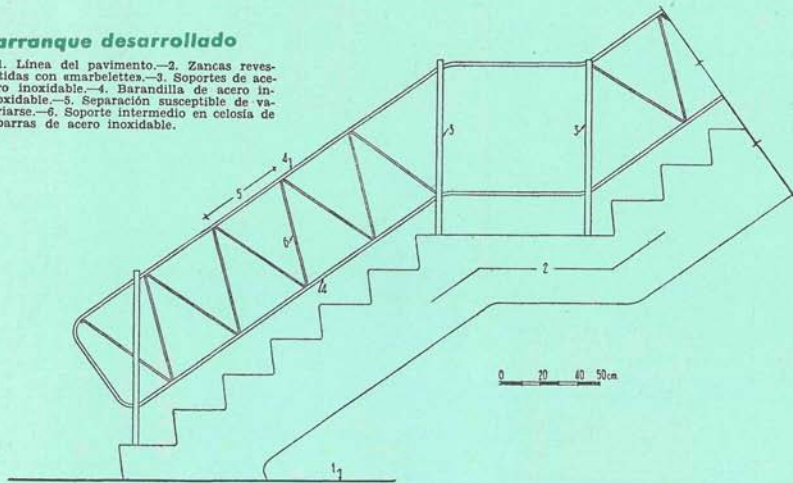 arranque desarrollado
1. Línea del pavimento.—2. Zancas reves-
tidas con «marbelette».—3. Soportes de ace-
ro inoxidable.—4. Barandilla de acero in-
oxidable.—5. Separación susceptible de va-
riarse.—6. Soporte intermedio en celosía de
barras de acero inoxidable.
4
3
3
5
6
4
2
0 20 40 50cm
1